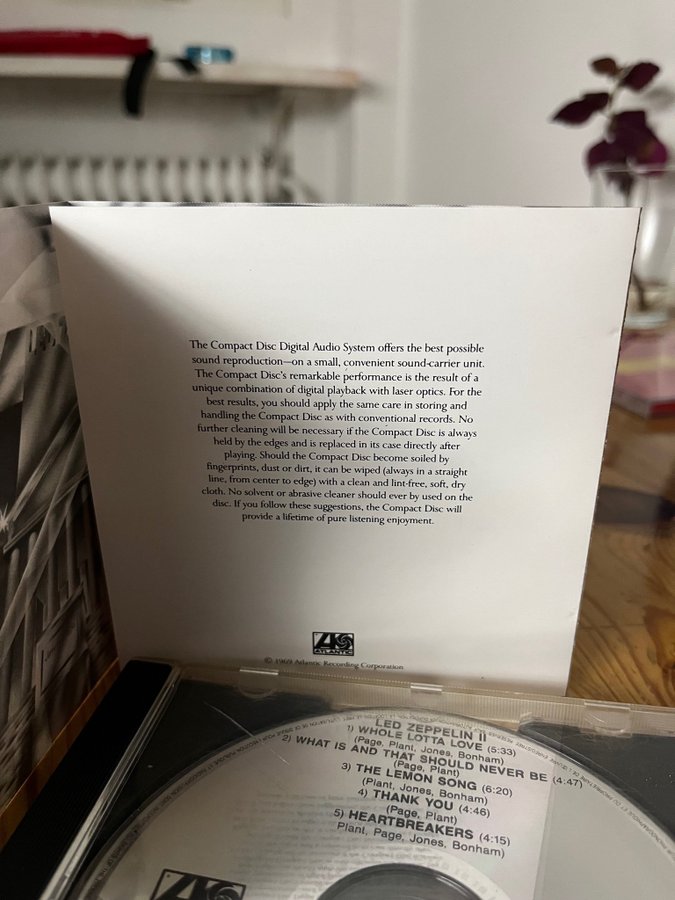 The Compact Disc Digital Audio System offers the best possible
sound reproduction—on a small, convenient sound-carrier unit.
The Compact Disc's remarkable performance is the result of a
unique combination of digital playback with laser optics. For the
best results, you should apply the same care in storing and
handling the Compact Disc as with conventional records. No
further cleaning will be necessary if the Compact Disc is always
held by the edges and is replaced in its case directly after
playing. Should the Compact Disc become soiled by
fingerprints, dust or dirt, it can be wiped (always in a straight
line, from center to edge) with a clean and lint-free, soft, dry
cloth. No solvent or abrasive cleaner should ever by used on the
disc. If you follow these suggestions, the Compact Disc will
provide a lifetime of pure listening enjoyment.
ATLANTIC
© 1969 Atlantic Recording Corporation
LED ZEPPELIN II
1) WHOLE LOTTA LOVE (5:33)
(Page, Plant, Jones, Bonham)
2) WHAT IS AND THAT SHOULD NEVER BE (4:47)
(Page, Plant)
3) THE LEMON SONG (6:20)
(Plant, Jones, Bonham)
4) THANK YOU (4:46)
(Page, Plant)
5) HEARTBREAKERS (4:15)
Plant, Page, Jones, Bonham)